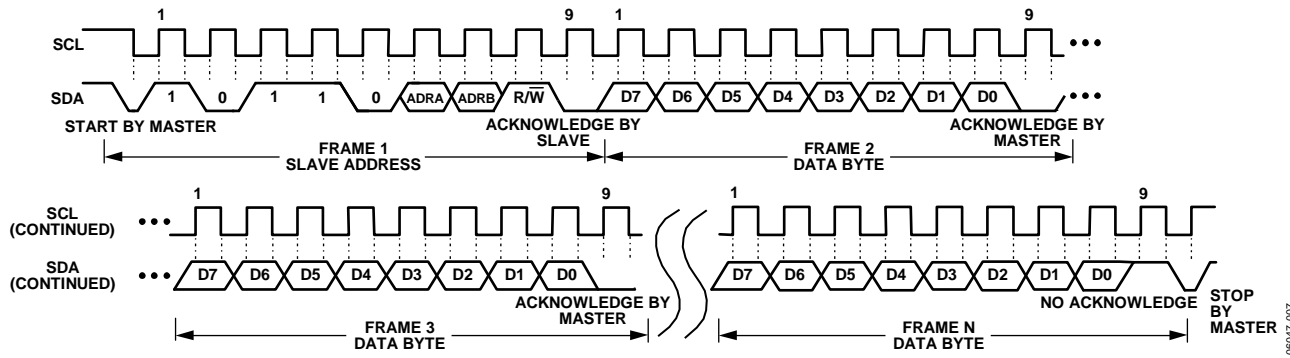 1 9 1 9
SCL
SDA 1 0 1 1 0 ADRA ADRB R/W̅ D7 D6 D5 D4 D3 D2 D1 D0
START BY MASTER
ACKNOWLEDGE BY
SLAVE
ACKNOWLEDGE BY
MASTER
FRAME 1
SLAVE ADDRESS
FRAME 2
DATA BYTE
1 9 1 9
SCL
(CONTINUED)
SDA
(CONTINUED)
D7 D6 D5 D4 D3 D2 D1 D0 D7 D6 D5 D4 D3 D2 D1 D0
ACKNOWLEDGE BY
MASTER
NO ACKNOWLEDGE
STOP
BY
MASTER
FRAME 3
DATA BYTE
FRAME N
DATA BYTE